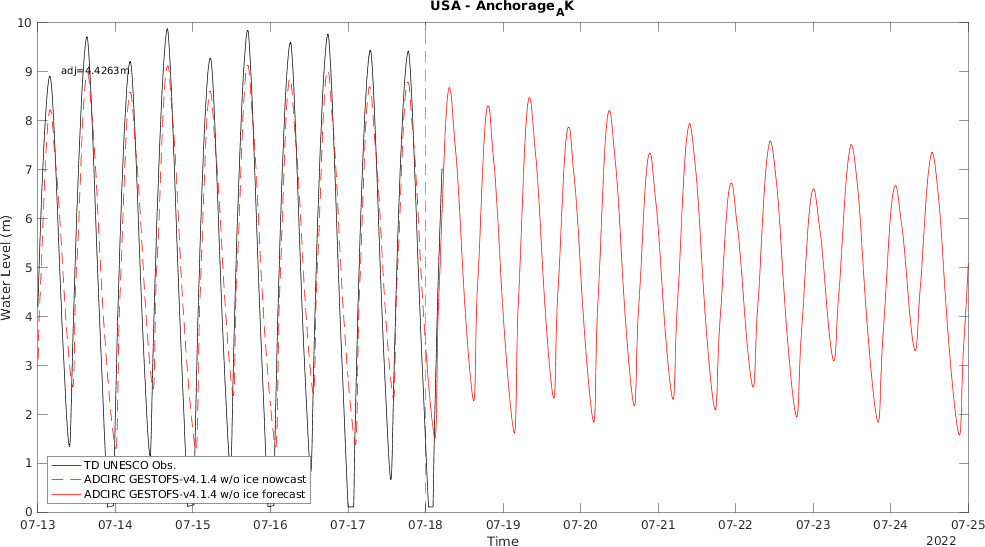 USA - Anchorage_AK
10
9
8
7
6
5
4
3
2
1
0
Water Level (m)
adj=4.4263m
TD UNESCO Obs.
ADCIRC GESTOFS-v4.1.4 w/o ice nowcast
ADCIRC GESTOFS-v4.1.4 w/o ice forecast
07-13 07-14 07-15 07-16 07-17 07-18 07-19 07-20 07-21 07-22 07-23 07-24 07-25
Time
2022